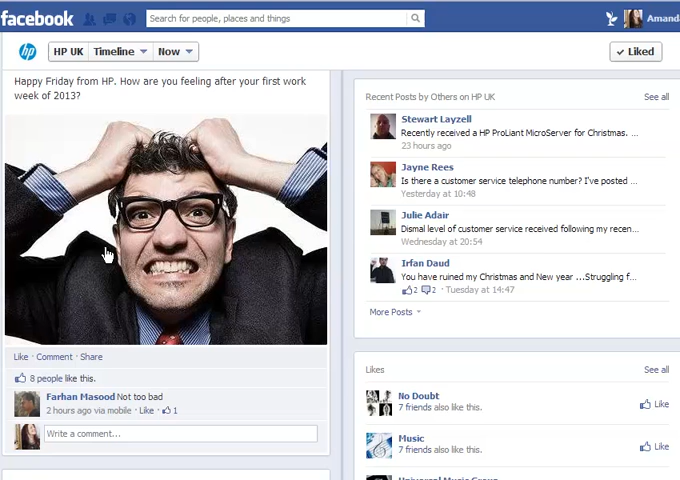 facebook
Search for people, places and things
Amanda
hp
HP UK
Timeline
Now
✓ Liked
Happy Friday from HP. How are you feeling after your first work
week of 2013?
Like · Comment · Share
8 people like this.
Farhan Masood Not too bad
2 hours ago via mobile · Like · 1
Write a comment...
Recent Posts by Others on HP UK
See all
Stewart Layzell
Recently received a HP ProLiant MicroServer for Christmas. ...
23 hours ago
Jayne Rees
Is there a customer service telephone number? I've posted ...
Yesterday at 10:48
Julie Adair
Dismal level of customer service received following my recen...
Wednesday at 20:54
Irfan Daud
You have ruined my Christmas and New year ...Struggling f...
2 2 · Tuesday at 14:47
More Posts
Likes
See all
No Doubt
7 friends also like this.
Like
Music
7 friends also like this.
Like
Universal Music Group